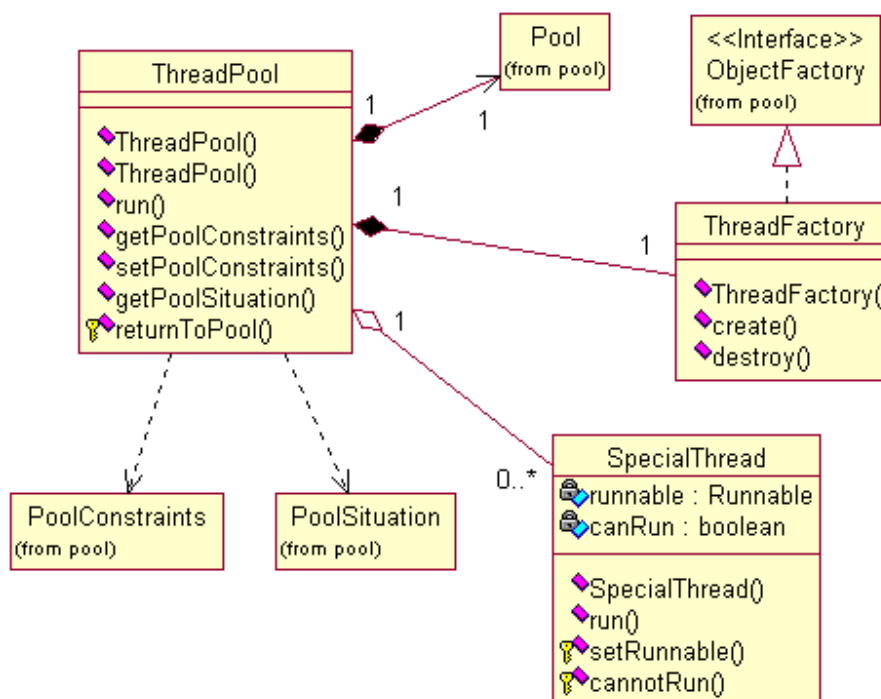 ThreadPool
ThreadPool()
ThreadPool()
run()
getPoolConstraints()
setPoolConstraints()
getPoolSituation()
returnToPool()
1
1
Pool
(from pool)
<<Interface>>
ObjectFactory
(from pool)
1
1
ThreadFactory
ThreadFactory(
create()
destroy()
1
0..*
PoolConstraints
(from pool)
PoolSituation
(from pool)
SpecialThread
runnable : Runnable
canRun : boolean
SpecialThread()
run()
setRunnable()
cannotRun()